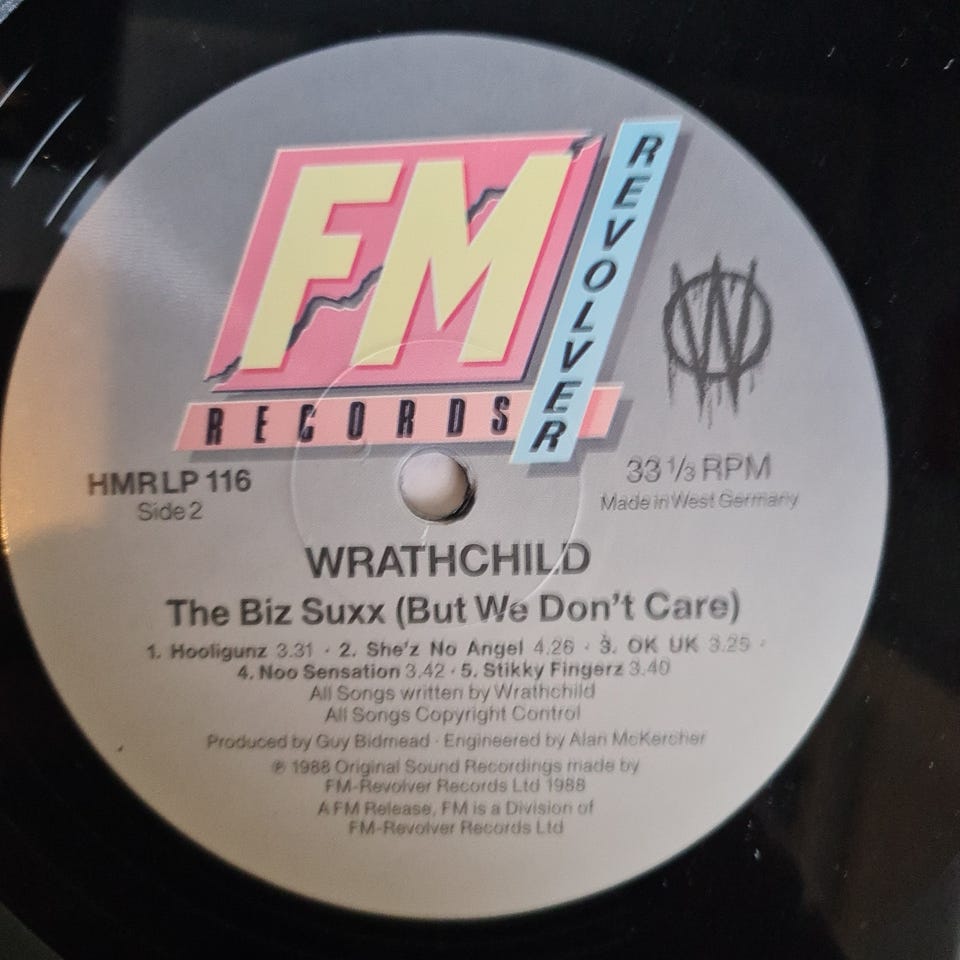 FM
REVOLVER
RECORDS
W
HMR LP 116
Side 2
33 1/3 RPM
Made in West Germany
WRATHCHILD
The Biz Suxx (But We Don't Care)
1. Hooligunz 3.31 · 2. She'z No Angel 4.26 · 3. OK UK 3.25 ·
4. Noo Sensation 3.42 · 5. Stikky Fingerz 3.40
All Songs written by Wrathchild
All Songs Copyright Control
Produced by Guy Bidmead · Engineered by Alan McKercher
℗ 1988 Original Sound Recordings made by
FM-Revolver Records Ltd 1988
A FM Release, FM is a Division of
FM-Revolver Records Ltd